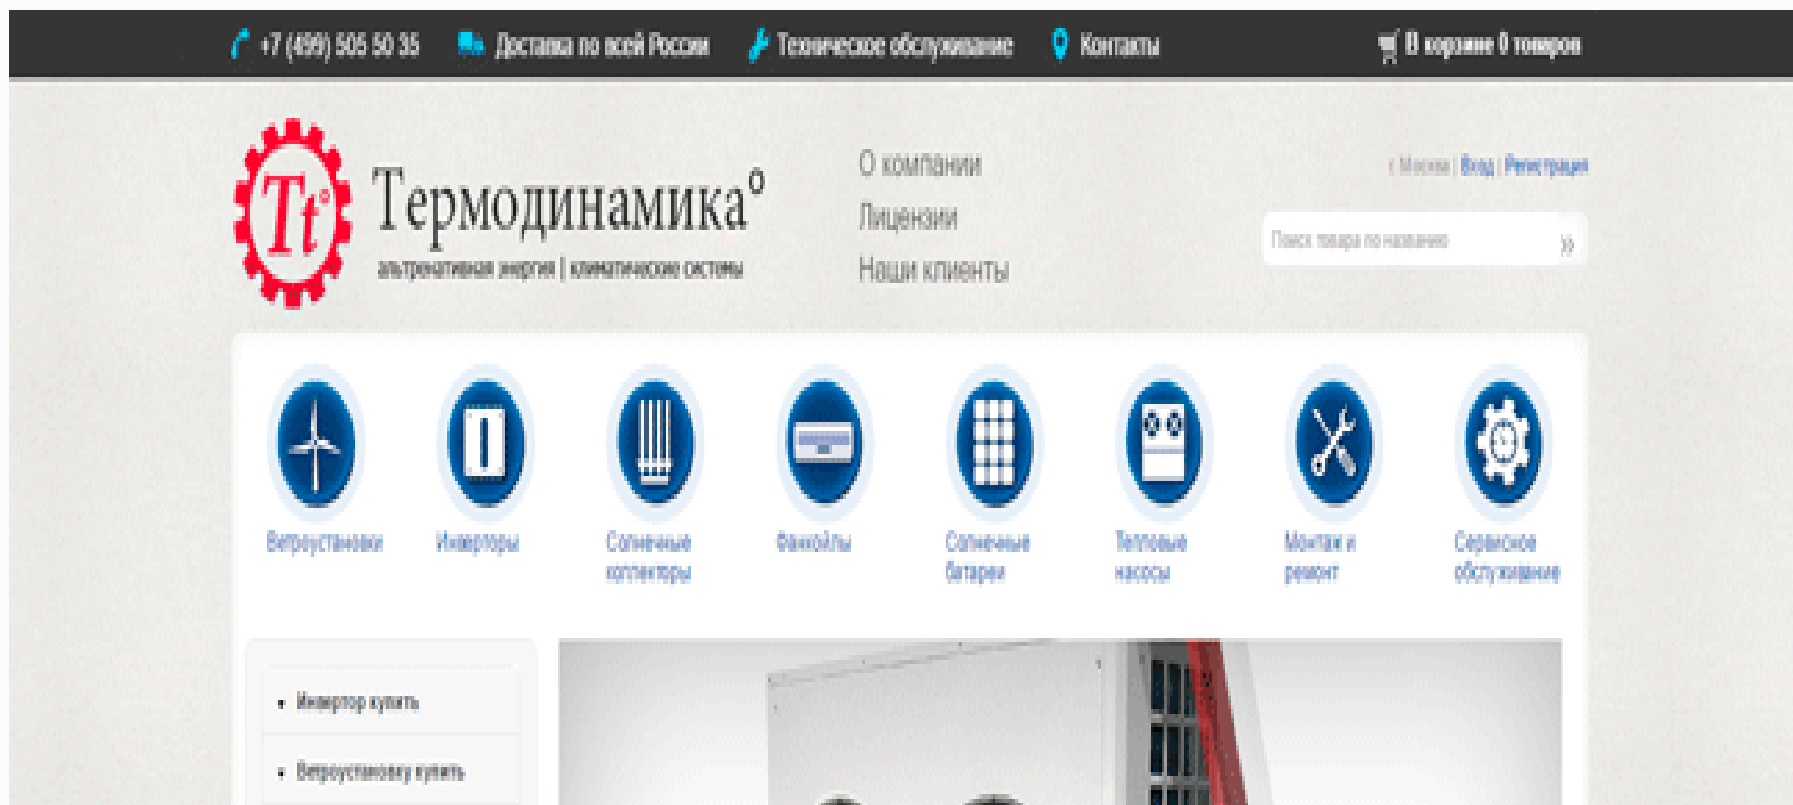 +7 (499) 505 50 35 Доставка по всей России Техническое обслуживание Контакты В корзине 0 товаров
г. Москва | Вход | Регистрация
Tt°
Термодинамика°
альтренативная энергия | климатические системы
О компании
Лицензии
Наши клиенты
Поиск товара по названию »
Ветроустановки
Инверторы
Солнечные
коллекторы
Фанкойлы
Солнечные
батареи
Тепловые
насосы
Монтаж и
ремонт
Сервисное
обслуживание
• Инвертор купить
• Ветроустановку купить